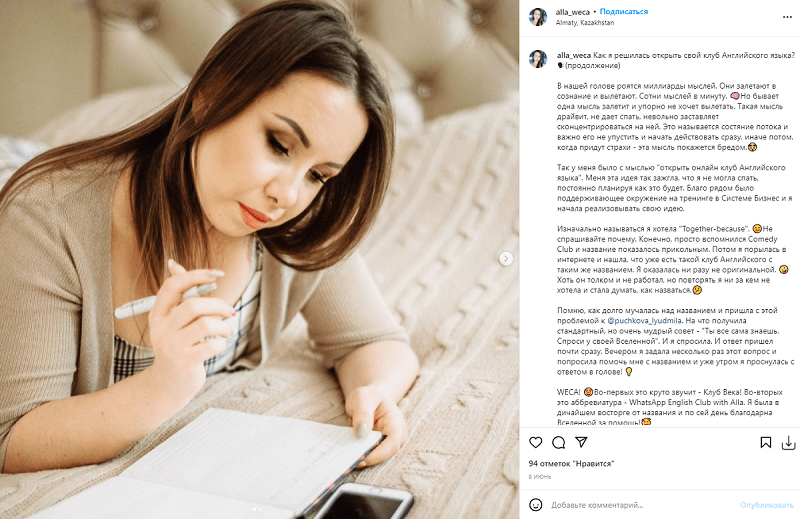 alla_weca • Подписаться
Almaty, Kazakhstan
alla_weca Как я решилась открыть свой клуб Английского языка?
🗣(продолжение)
В нашей голове роятся миллиарды мыслей. Они залетают в
сознание и вылетают. Сотни мыслей в минуту. 🧠Но бывает
одна мысль залетит и упорно не хочет вылетать. Такая мысль
драйвит, не дает спать, невольно заставляет
сконцентрироваться на ней. Это называется состяние потока и
важно его не упустить и начать действовать сразу, иначе потом,
когда придут страхи - эта мысль покажется бредом.
Так у меня было с мыслью "открыть онлайн клуб Английского
языка". Меня эта идея так зажгла, что я не могла спать,
постоянно планируя как это будет. Благо рядом было
поддерживающее окружение на тренинге в Системе Бизнес и я
начала реализовывать свою идею.
Изначально называться я хотела "Together-because". Не
спрашивайте почему. Конечно, просто вспомнился Comedy
Club и название показалось прикольным. Потом я порылась в
интернете и нашла, что уже есть такой клуб Английского с
таким же названием. Я оказалась ни разу не оригинальной.
Хоть он толком и не работал, но повторять я ни за кем не
хотела и стала думать, как назваться.
Помню, как долго мучалась над названием и пришла с этой
проблемой к @puchkova_lyudmila. На что получила
стандартный, но очень мудрый совет - "Ты все сама знаешь.
Спроси у своей Вселенной". И я спросила. И ответ пришел
почти сразу. Вечером я задала несколько раз этот вопрос и
попросила помочь мне с названием и уже утром я проснулась с
ответом в голове! 💡
WECA! Во-первых это круто звучит - Клуб Века! Во-вторых
это аббревиатура - WhatsApp English Club with Alla. Я была в
дичайшем восторге от названия и по сей день благодарна
Вселенной за помощь!
94 отметок "Нравится"
8 ИЮНЬ
Добавьте комментарий...
Опубликовать